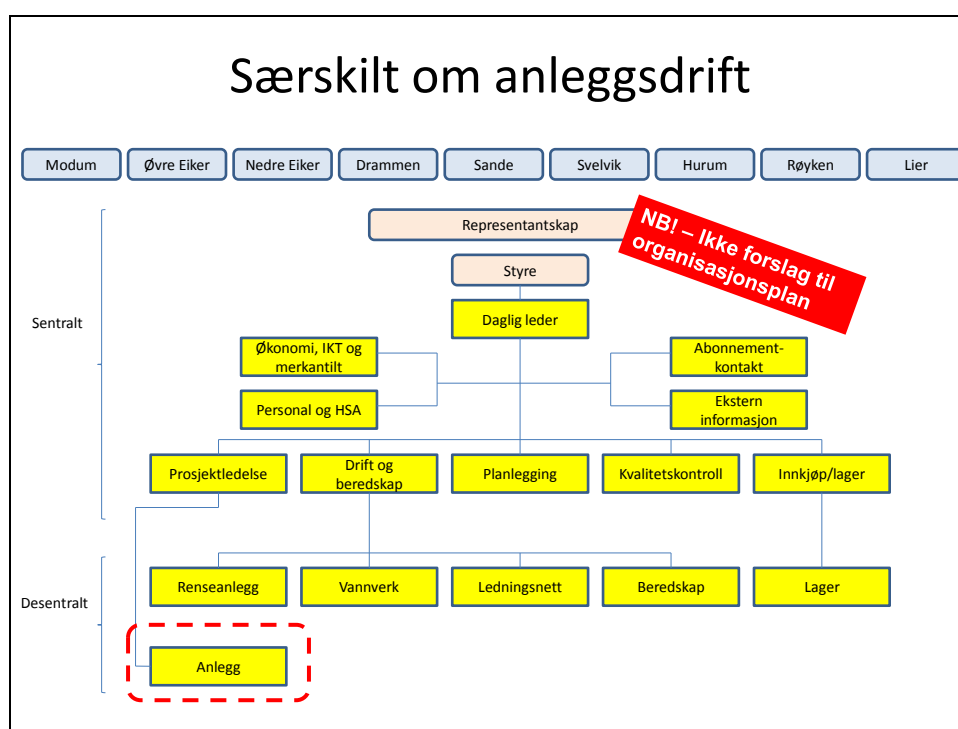 Særskilt om anleggsdrift
Modum
Øvre Eiker
Nedre Eiker
Drammen
Sande
Svelvik
Hurum
Røyken
Lier
Representantskap
NB! – Ikke forslag til
organisasjonsplan
Styre
Sentralt
Daglig leder
Økonomi, IKT og
merkantilt
Abonnement-
kontakt
Personal og HSA
Ekstern
informasjon
Prosjektledelse
Drift og
beredskap
Planlegging
Kvalitetskontroll
Innkjøp/lager
Desentralt
Renseanlegg
Vannverk
Ledningsnett
Beredskap
Lager
Anlegg